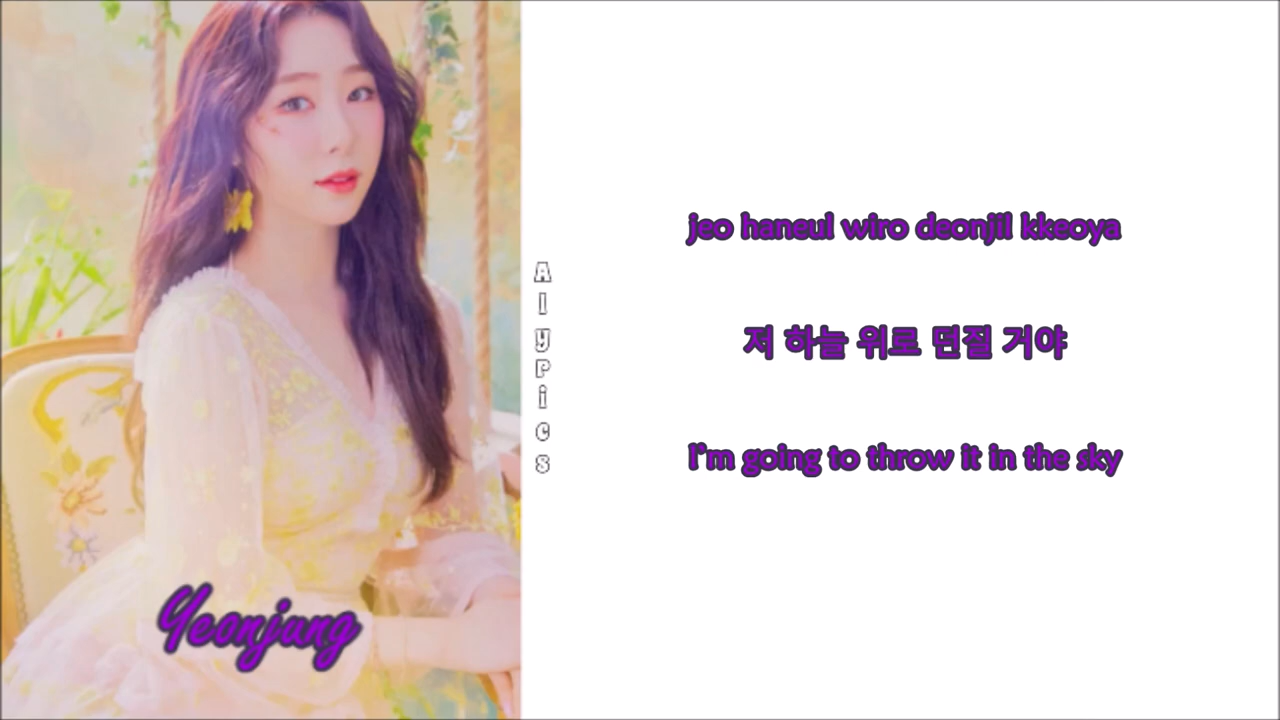 jeo haneul wiro deonjil kkeoya
Alypics
저 하늘 위로 던질 거야
I'm going to throw it in the sky
Yeonjung